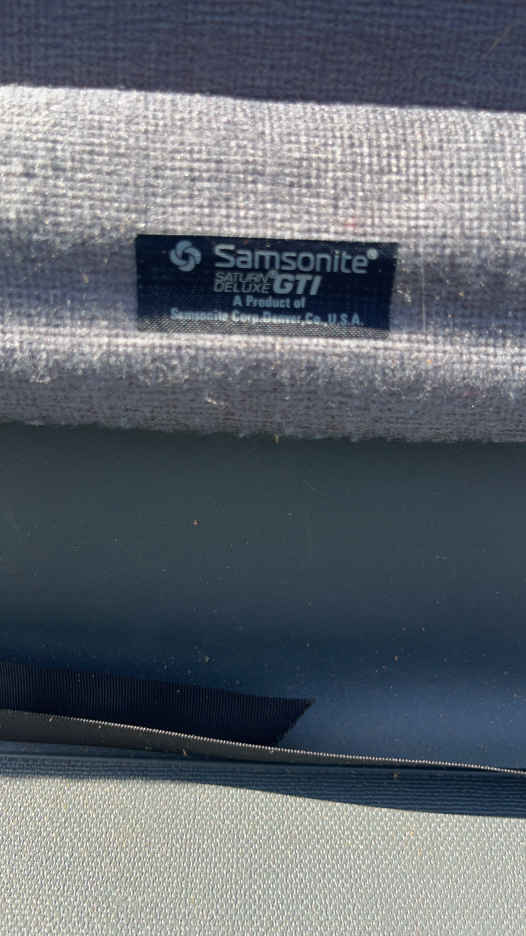 Samsonite®
SATURN®
DELUXE GTI
A Product of
Samsonite Corp.Denver,Co.,U.S.A.